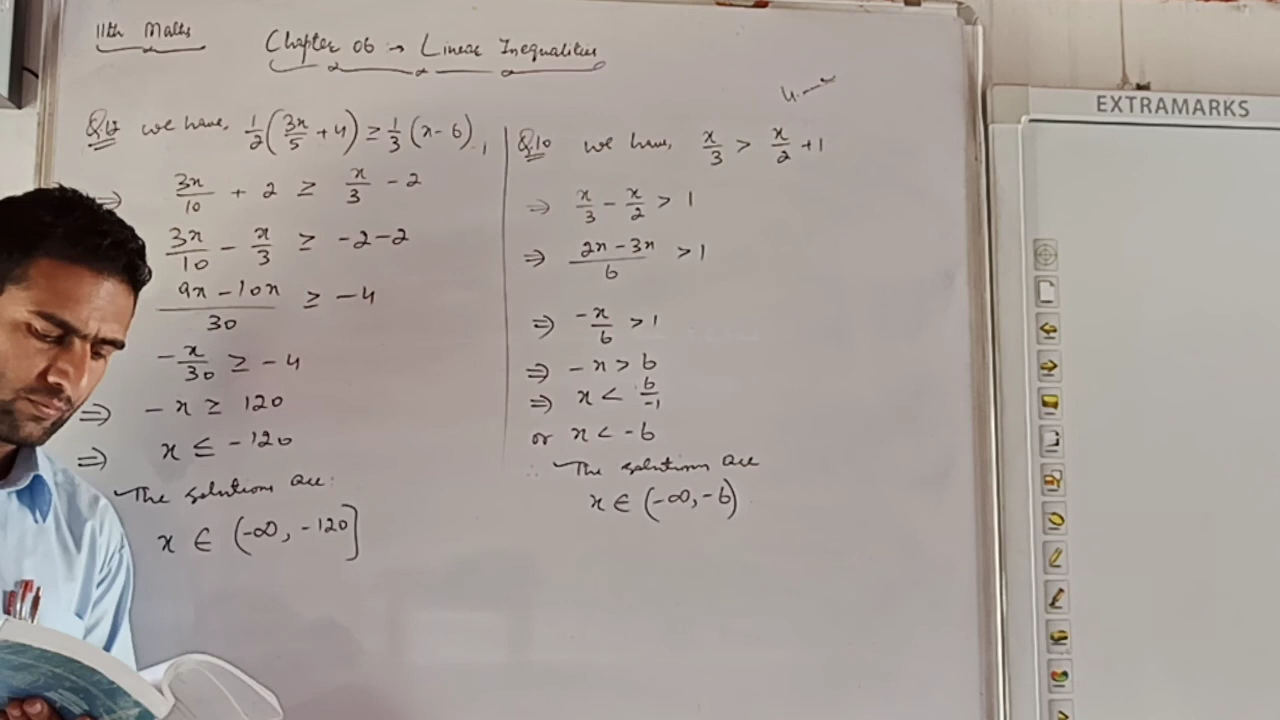 11th Maths
Chapter 06 → Linear Inequalities
Q12 we have, 1/2 (3x/5 + 4) ≥ 1/3 (x - 6)
⇒ 3x/10 + 2 ≥ x/3 - 2
3x/10 - x/3 ≥ -2-2
9x - 10x/30 ≥ -4
-x/30 ≥ -4
⇒ -x ≥ 120
⇒ x ≤ -120
The solutions are:
x ∈ (-∞, -120]
Q10 we have, x/3 > x/2 + 1
⇒ x/3 - x/2 > 1
⇒ 2x - 3x/6 > 1
⇒ -x/6 > 1
⇒ -x > 6
⇒ x < 6/-1
or x < -6
∴ The solutions are
x ∈ (-∞, -6)
EXTRAMARKS